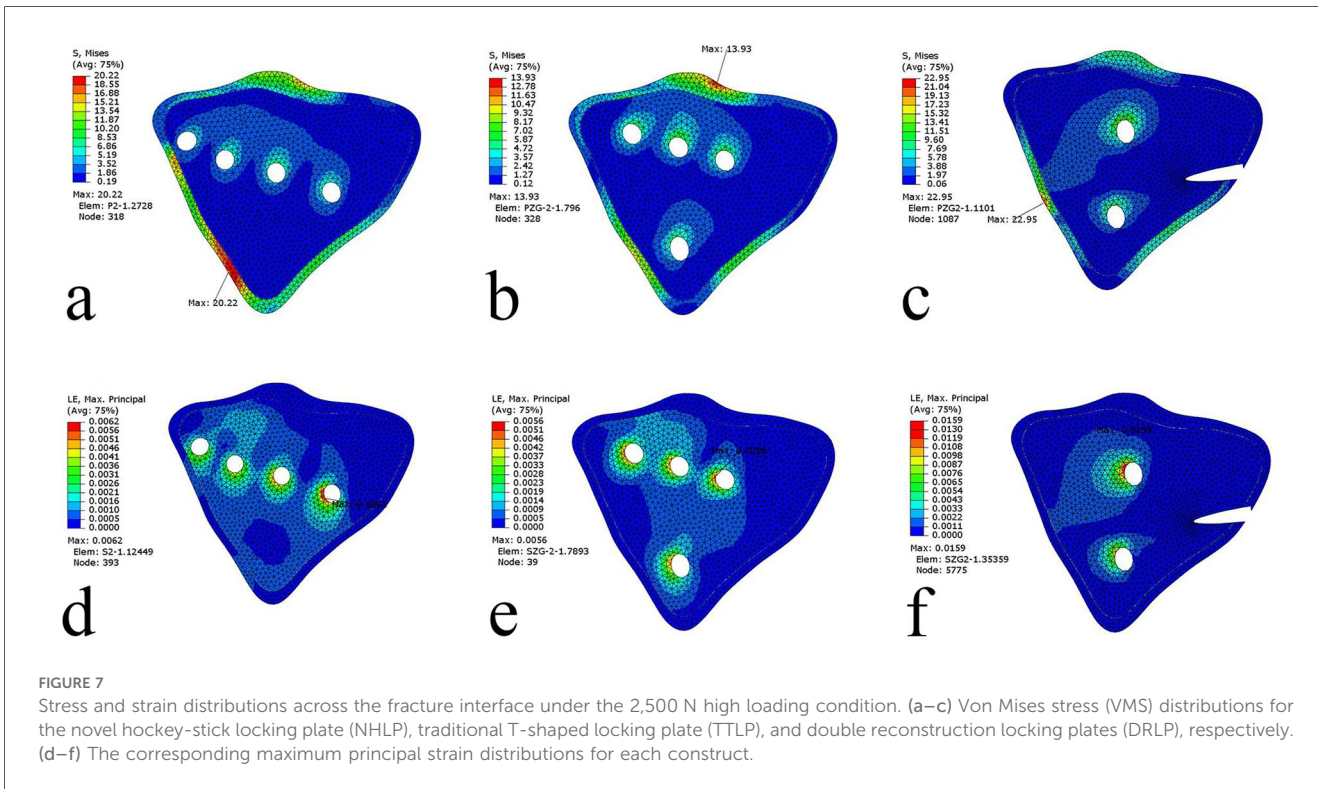 S, Mises
(Avg: 75%)
20.22
18.55
16.88
15.21
13.54
11.87
10.20
8.53
6.86
5.19
3.52
1.86
0.19
Max: 20.22
Elem: P2-1.2728
Node: 318
Max: 20.22
a
S, Mises
(Avg: 75%)
13.93
12.78
11.63
10.47
9.32
8.17
7.02
5.87
4.72
3.57
2.42
1.27
0.12
Max: 13.93
Elem: PZG-2-1.796
Node: 328
Max: 13.93
b
S, Mises
(Avg: 75%)
22.95
21.04
19.13
17.23
15.32
13.41
11.51
9.60
7.69
5.78
3.88
1.97
0.06
Max: 22.95
Elem: PZG2-1.1101
Node: 1087
Max: 22.95
c
LE, Max. Principal
(Avg: 75%)
0.0062
0.0056
0.0051
0.0046
0.0041
0.0036
0.0031
0.0026
0.0021
0.0016
0.0010
0.0005
0.0000
Max: 0.0062
Elem: S2-1.12449
Node: 393
d
LE, Max. Principal
(Avg: 75%)
0.0056
0.0051
0.0046
0.0042
0.0037
0.0033
0.0028
0.0023
0.0019
0.0014
0.0009
0.0005
0.0000
Max: 0.0056
Elem: SZG-2-1.7893
Node: 39
e
LE, Max. Principal
(Avg: 75%)
0.0159
0.0130
0.0119
0.0108
0.0098
0.0087
0.0076
0.0065
0.0054
0.0043
0.0033
0.0022
0.0011
0.0000
Max: 0.0159
Elem: SZG2-1.35359
Node: 5775
f
FIGURE 7
Stress and strain distributions across the fracture interface under the 2,500 N high loading condition. (a–c) Von Mises stress (VMS) distributions for
the novel hockey-stick locking plate (NHLP), traditional T-shaped locking plate (TTLP), and double reconstruction locking plates (DRLP), respectively.
(d–f) The corresponding maximum principal strain distributions for each construct.